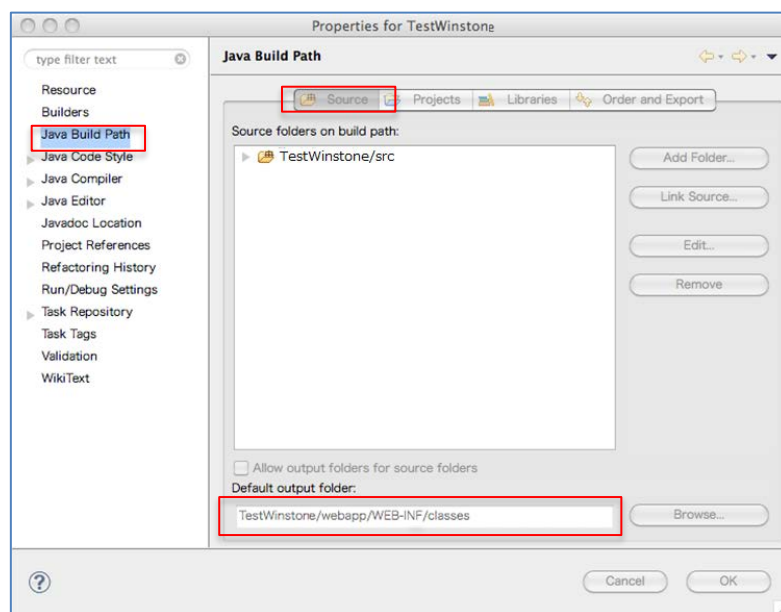 Properties for TestWinstone
type filter text
Java Build Path
Resource
Builders
Java Build Path
Java Code Style
Java Compiler
Java Editor
Javadoc Location
Project References
Refactoring History
Run/Debug Settings
Task Repository
Task Tags
Validation
WikiText
Source Projects Libraries Order and Export
Source folders on build path:
TestWinstone/src
Add Folder...
Link Source...
Edit...
Remove
Allow output folders for source folders
Default output folder:
TestWinstone/webapp/WEB-INF/classes
Browse...
?
Cancel OK